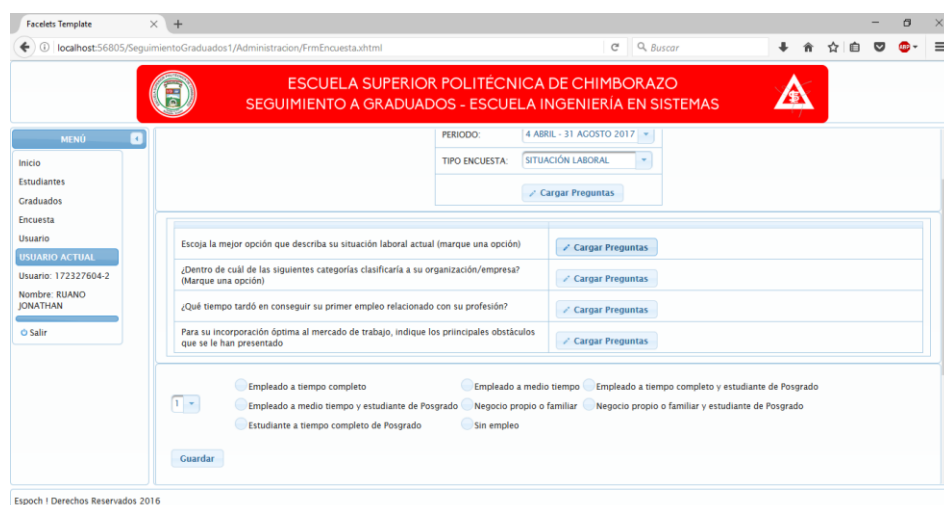 Facelets Template
localhost:56805/SeguimientoGraduados1/Administracion/FrmEncuesta.xhtml
Buscar
ABP
ESCUELA SUPERIOR POLITÉCNICA DE CHIMBORAZO
SEGUIMIENTO A GRADUADOS - ESCUELA INGENIERÍA EN SISTEMAS
MENÚ
Inicio
Estudiantes
Graduados
Encuesta
Usuario
USUARIO ACTUAL
Usuario: 172327604-2
Nombre: RUANO
JONATHAN
Salir
PERIODO: 4 ABRIL - 31 AGOSTO 2017
TIPO ENCUESTA: SITUACIÓN LABORAL
Cargar Preguntas
Escoja la mejor opción que describa su situación laboral actual (marque una opción) Cargar Preguntas
¿Dentro de cuál de las siguientes categorías clasificaría a su organización/empresa?
(Marque una opción) Cargar Preguntas
¿Qué tiempo tardó en conseguir su primer empleo relacionado con su profesión? Cargar Preguntas
Para su incorporación óptima al mercado de trabajo, indique los priincipales obstáculos
que se le han presentado Cargar Preguntas
1
Empleado a tiempo completo Empleado a medio tiempo Empleado a tiempo completo y estudiante de Posgrado
Empleado a medio tiempo y estudiante de Posgrado Negocio propio o familiar Negocio propio o familiar y estudiante de Posgrado
Estudiante a tiempo completo de Posgrado Sin empleo
Guardar
Espoch ! Derechos Reservados 2016